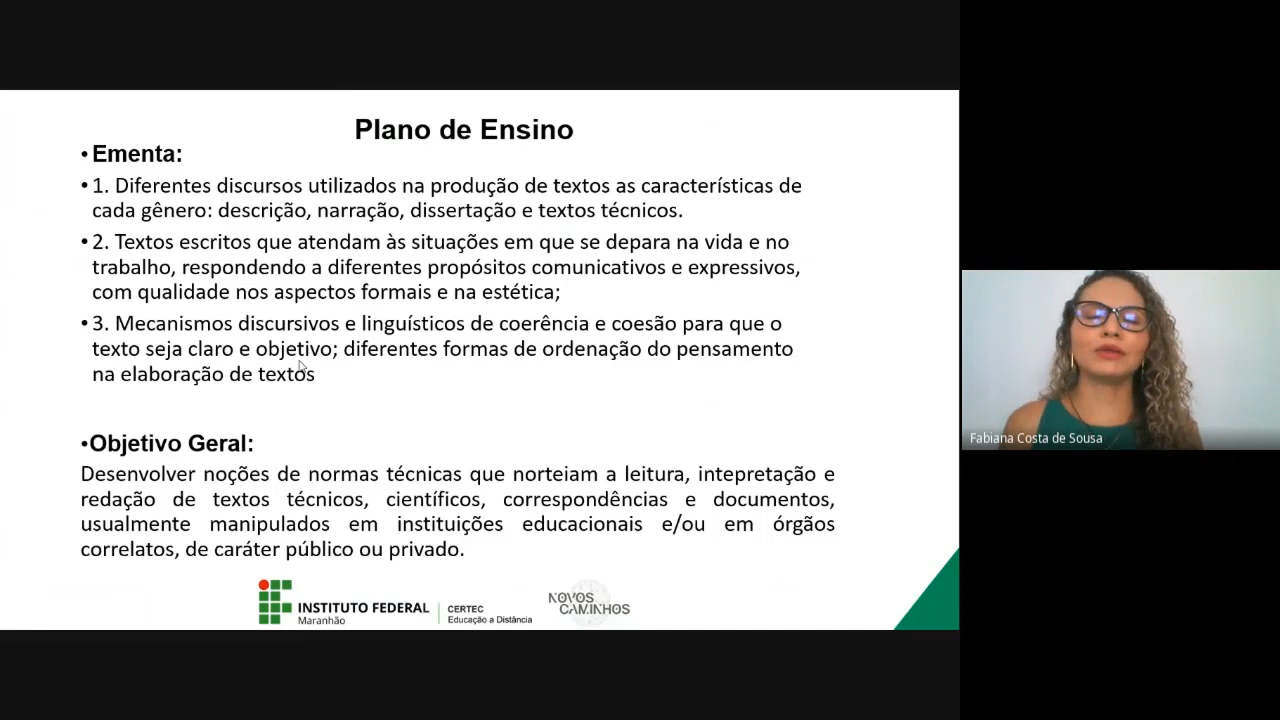 Plano de Ensino
•Ementa:
•1. Diferentes discursos utilizados na produção de textos as características de
cada gênero: descrição, narração, dissertação e textos técnicos.
•2. Textos escritos que atendam às situações em que se depara na vida e no
trabalho, respondendo a diferentes propósitos comunicativos e expressivos,
com qualidade nos aspectos formais e na estética;
•3. Mecanismos discursivos e linguísticos de coerência e coesão para que o
texto seja claro e objetivo; diferentes formas de ordenação do pensamento
na elaboração de textos
•Objetivo Geral:
Desenvolver noções de normas técnicas que norteiam a leitura, intepretação e
redação de textos técnicos, científicos, correspondências e documentos,
usualmente manipulados em instituições educacionais e/ou em órgãos
correlatos, de caráter público ou privado.
INSTITUTO FEDERAL
Maranhão
CERTEC
Educação a Distância
NOVOS
CAMINHOS
Fabiana Costa de Sousa